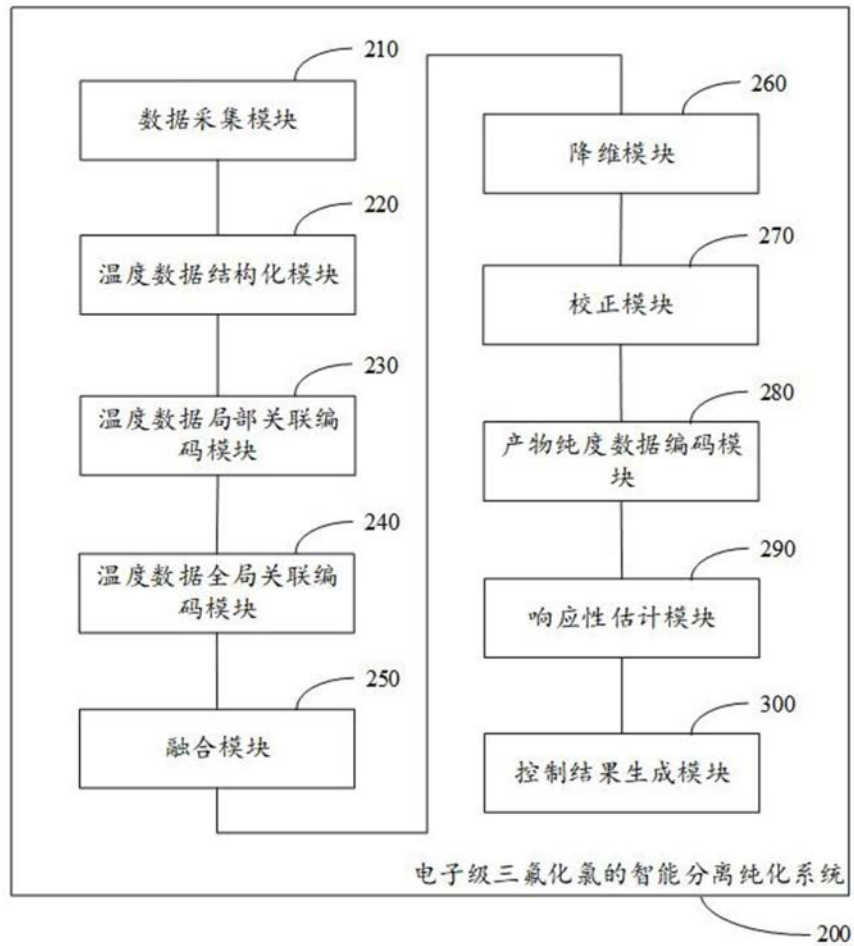 210
数据采集模块
220
温度数据结构化模块
230
温度数据局部关联编
码模块
240
温度数据全局关联编
码模块
250
融合模块
260
降维模块
270
校正模块
280
产物纯度数据编码模
块
290
响应性估计模块
300
控制结果生成模块
电子级三氟化氯的智能分离纯化系统
200